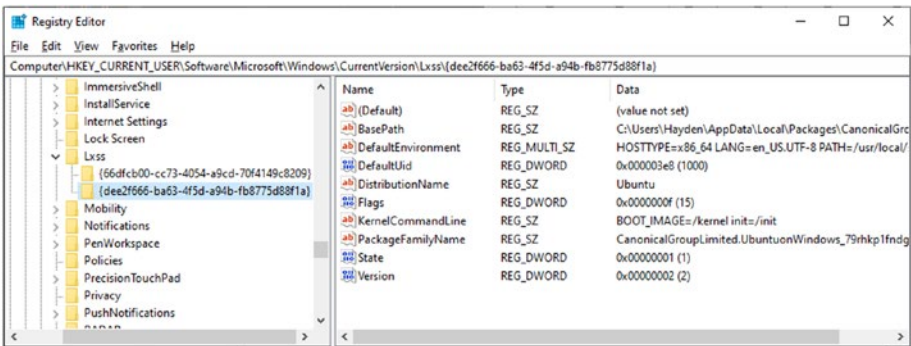 Registry Editor
File Edit View Favorites Help
Computer\HKEY_CURRENT_USER\Software\Microsoft\Windows\CurrentVersion\Lxss\{dee2f666-ba63-4f5d-a94b-fb8775d88f1a}
ImmersiveShell
InstallService
Internet Settings
Lock Screen
Lxss
{66dfcb00-cc73-4054-a9cd-70f4149c8209}
{dee2f666-ba63-4f5d-a94b-fb8775d88f1a}
Mobility
Notifications
PenWorkspace
Policies
PrecisionTouchPad
Privacy
PushNotifications
Name Type Data
(Default) REG_SZ (value not set)
BasePath REG_SZ C:\Users\Hayden\AppData\Local\Packages\CanonicalGrc
DefaultEnvironment REG_MULTI_SZ HOSTTYPE=x86_64 LANG=en_US.UTF-8 PATH=/usr/local/
DefaultUid REG_DWORD 0x000003e8 (1000)
DistributionName REG_SZ Ubuntu
Flags REG_DWORD 0x0000000f (15)
KernelCommandLine REG_SZ BOOT_IMAGE=/kernel init=/init
PackageFamilyName REG_SZ CanonicalGroupLimited.UbuntuonWindows_79rhkp1fndg
State REG_DWORD 0x00000001 (1)
Version REG_DWORD 0x00000002 (2)